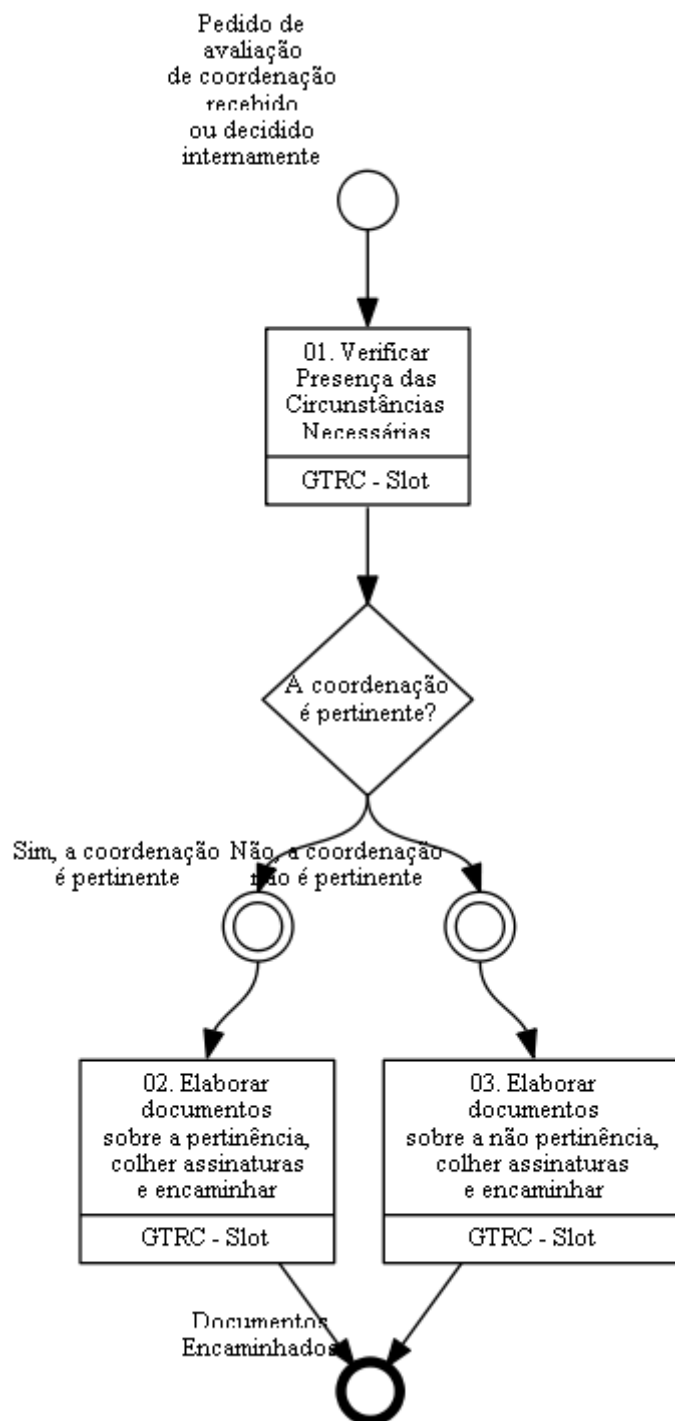 Pedido de
avaliação
de coordenação
recebido
ou decidido
internamente
01. Verificar
Presença das
Circunstâncias
Necessárias
GTRC - Slot
A coordenação
é pertinente?
Sim, a coordenação
é pertinente
Não, a coordenação
não é pertinente
02. Elaborar
documentos
sobre a pertinência,
colher assinaturas
e encaminhar
GTRC - Slot
03. Elaborar
documentos
sobre a não pertinência,
colher assinaturas
e encaminhar
GTRC - Slot
Documentos
Encaminhados